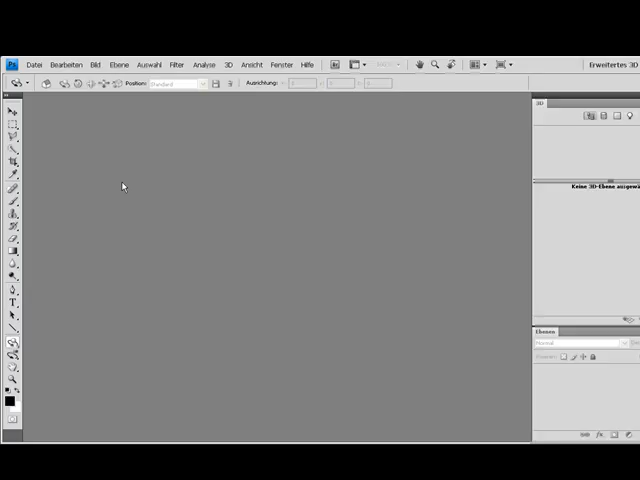 Ps Datei Bearbeiten Bild Ebene Auswahl Filter Analyse 3D Ansicht Fenster Hilfe Erweitertes 3D
Position: Standard Ausrichtung:
3D
Keine 3D-Ebene ausgewä
Ebenen
Normal